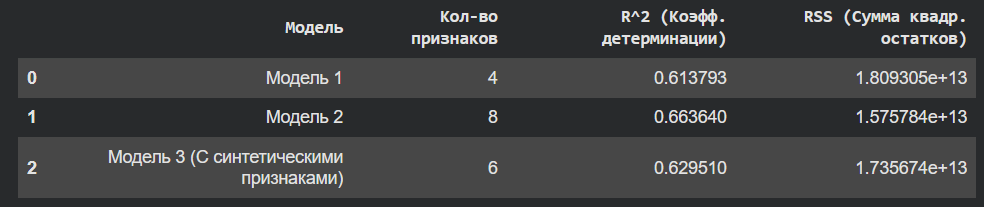 Модель Кол-во признаков R^2 (Коэфф. детерминации) RSS (Сумма квадр. остатков)
0 Модель 1 4 0.613793 1.809305e+13
1 Модель 2 8 0.663640 1.575784e+13
2 Модель 3 (С синтетическими признаками) 6 0.629510 1.735674e+13